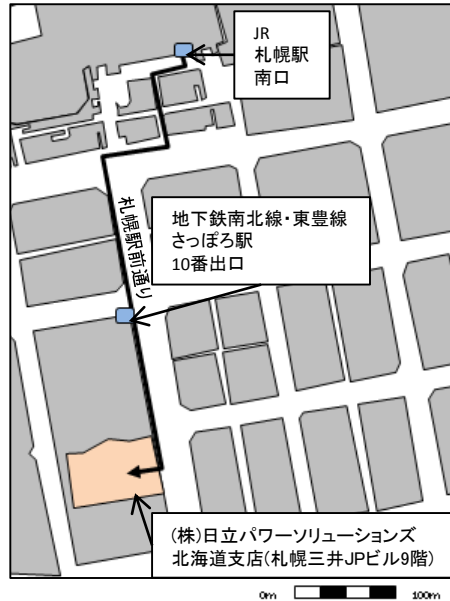 JR
札幌駅
南口
札幌駅前通り
地下鉄南北線・東豊線
さっぽろ駅
10番出口
(株)日立パワーソリューションズ
北海道支店(札幌三井JPビル9階)
0m 100m